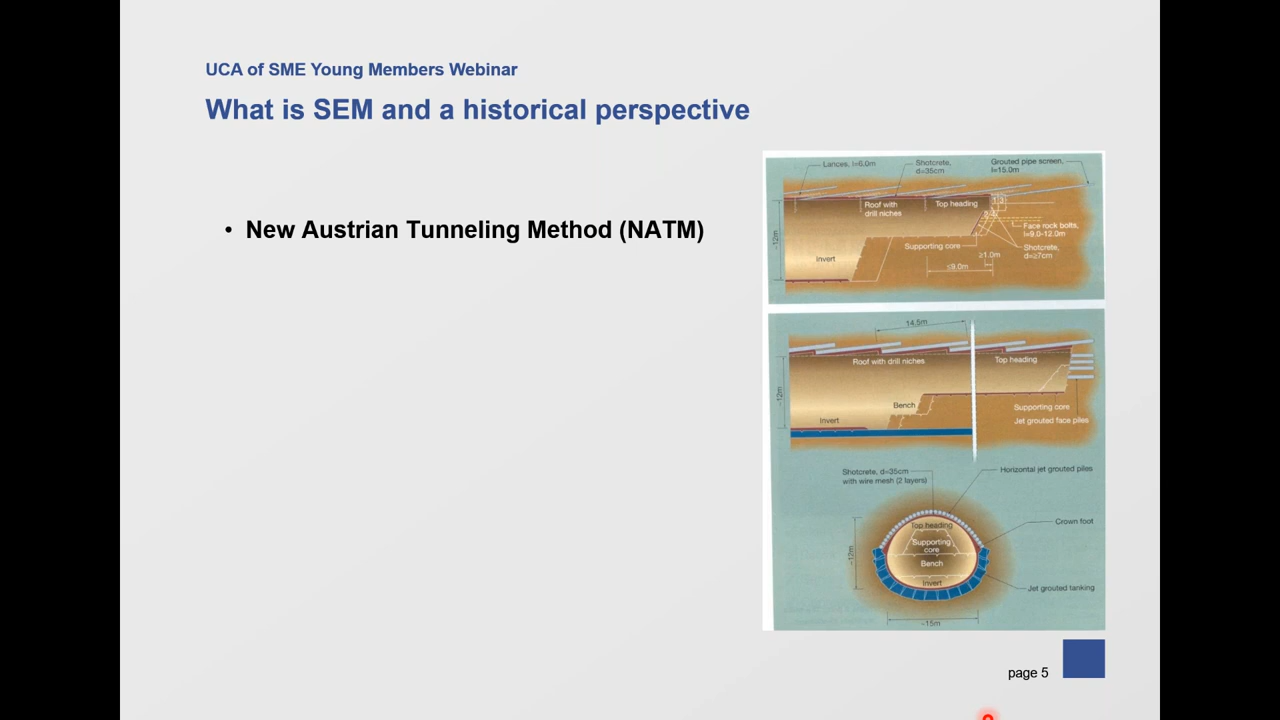 UCA of SME Young Members Webinar
What is SEM and a historical perspective
• New Austrian Tunneling Method (NATM)
Lances, l=6.0m
Shotcrete,
d=35cm
Grouted pipe screen,
l=15.0m
Roof with
drill niches
Top heading
~12m
Face rock bolts,
l=9.0-12.0m
Supporting core
Shotcrete,
d=≥7cm
≥1.0m
Invert
≤9.0m
14.5m
Roof with drill niches
Top heading
~12m
Bench
Supporting core
Invert
Jet grouted face piles
Shotcrete, d=35cm
with wire mesh (2 layers)
Horizontal jet grouted piles
Top heading
Crown foot
Supporting
core
~12m
Bench
Invert
Jet grouted tanking
~15m
page 5